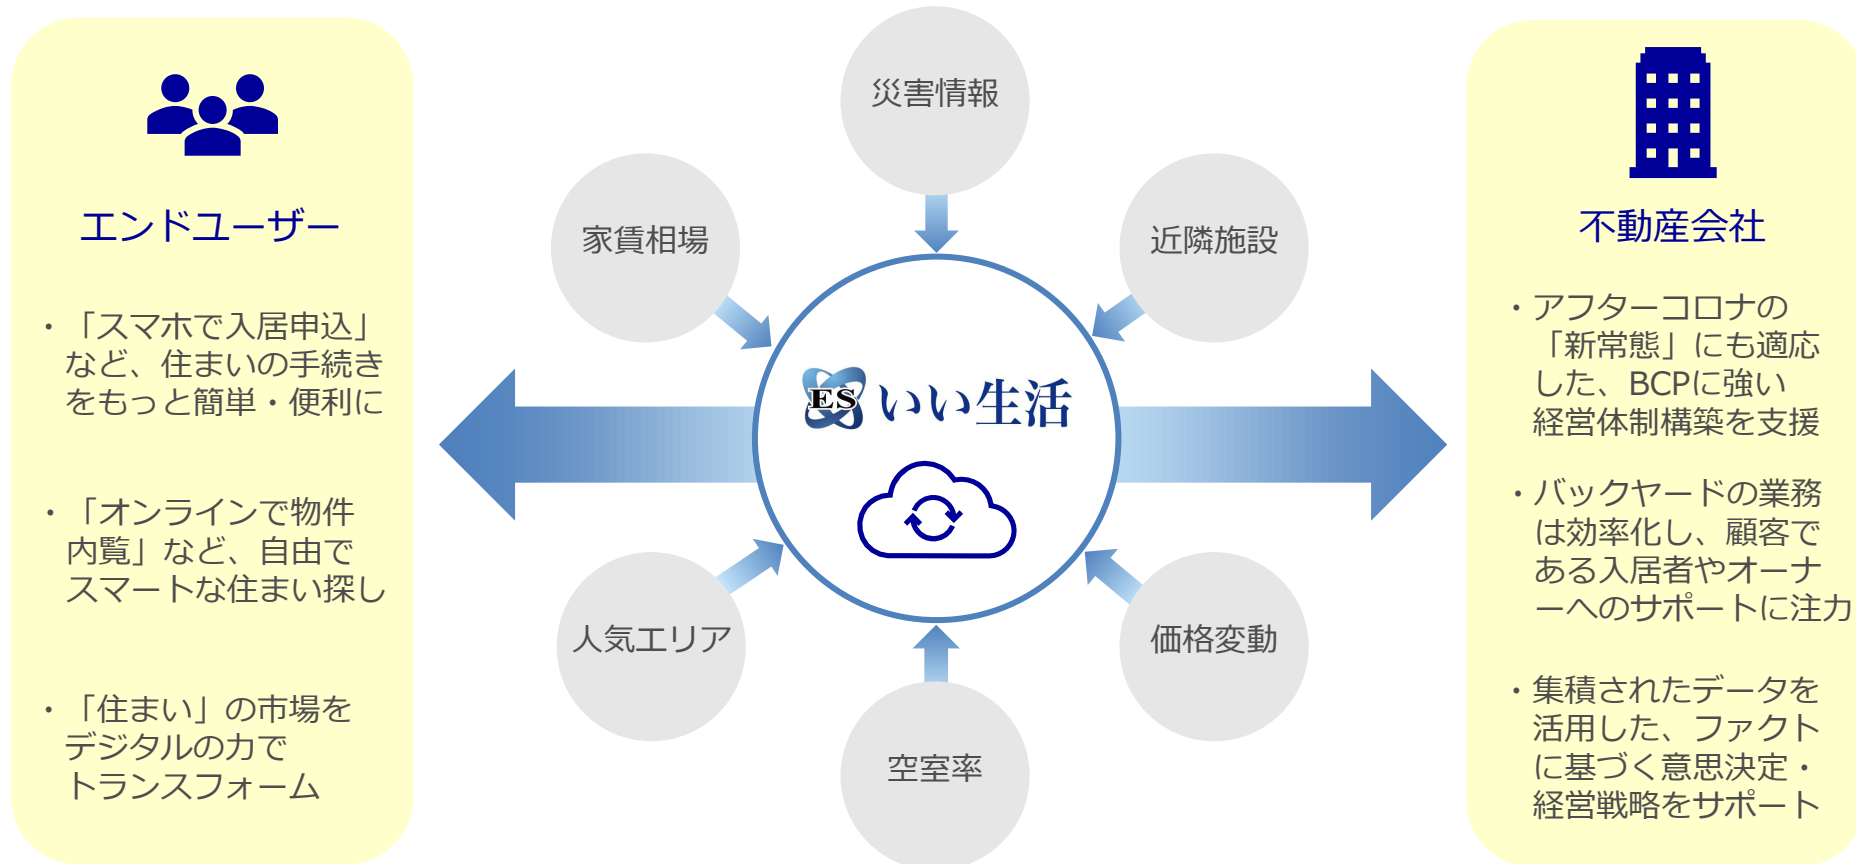 エンドユーザー
・「スマホで入居申込」
など、住まいの手続き
をもっと簡単・便利に
・「オンラインで物件
内覧」など、自由で
スマートな住まい探し
・「住まい」の市場を
デジタルの力で
トランスフォーム
災害情報
家賃相場
近隣施設
ES いい生活
人気エリア
価格変動
空室率
不動産会社
・アフターコロナの
「新常態」にも適応
した、BCPに強い
経営体制構築を支援
・バックヤードの業務
は効率化し、顧客で
ある入居者やオーナ
ーへのサポートに注力
・集積されたデータを
活用した、ファクト
に基づく意思決定・
経営戦略をサポート